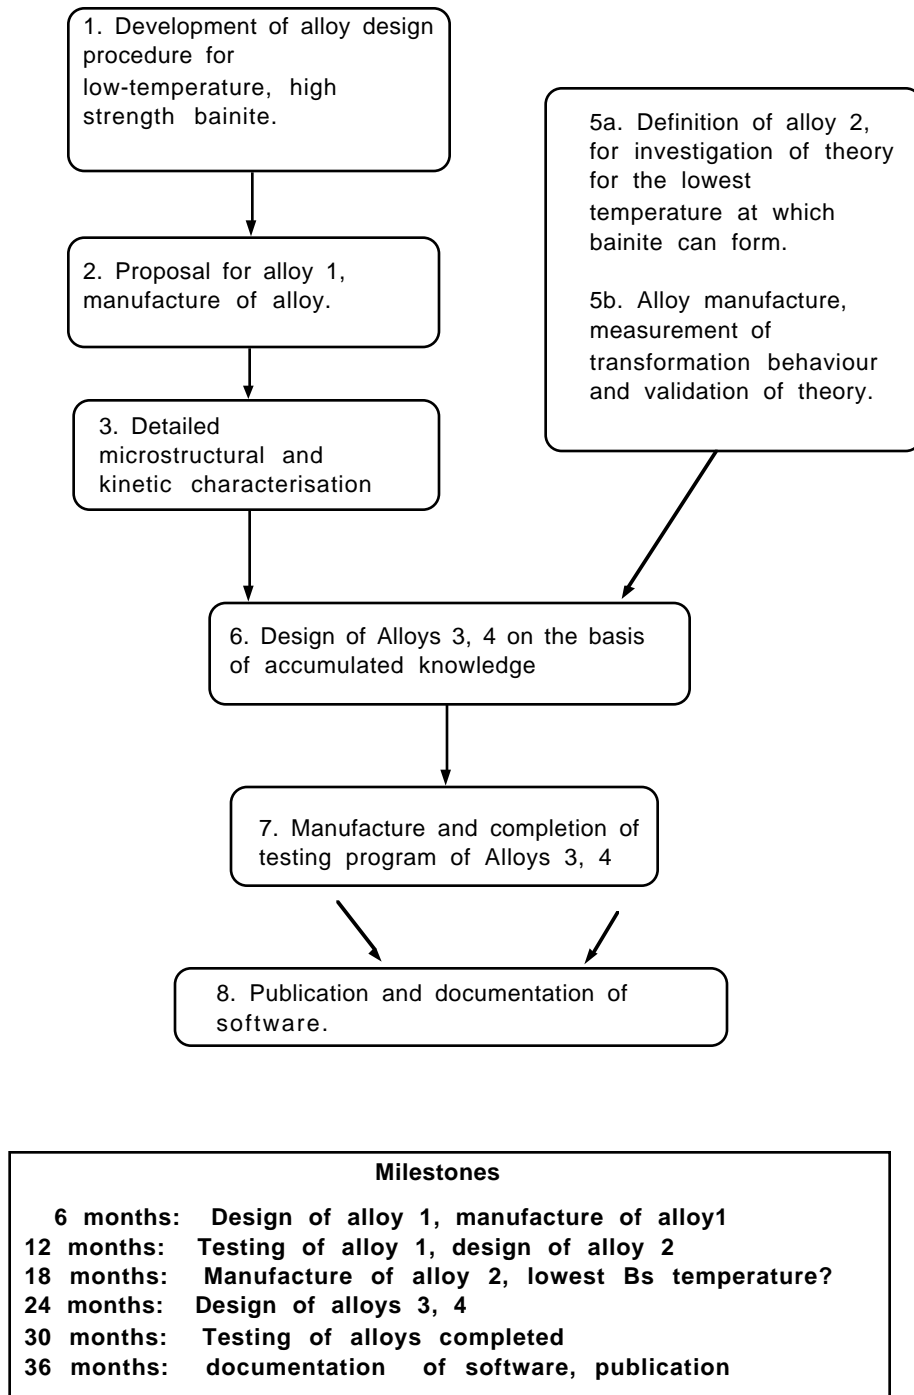 1. Development of alloy design
procedure for
low-temperature, high
strength bainite.
2. Proposal for alloy 1,
manufacture of alloy.
3. Detailed
microstructural and
kinetic characterisation
5a. Definition of alloy 2,
for investigation of theory
for the lowest
temperature at which
bainite can form.
5b. Alloy manufacture,
measurement of
transformation behaviour
and validation of theory.
6. Design of Alloys 3, 4 on the basis
of accumulated knowledge
7. Manufacture and completion of
testing program of Alloys 3, 4
8. Publication and documentation of
software.
Milestones
6 months: Design of alloy 1, manufacture of alloy1
12 months: Testing of alloy 1, design of alloy 2
18 months: Manufacture of alloy 2, lowest Bs temperature?
24 months: Design of alloys 3, 4
30 months: Testing of alloys completed
36 months: documentation of software, publication